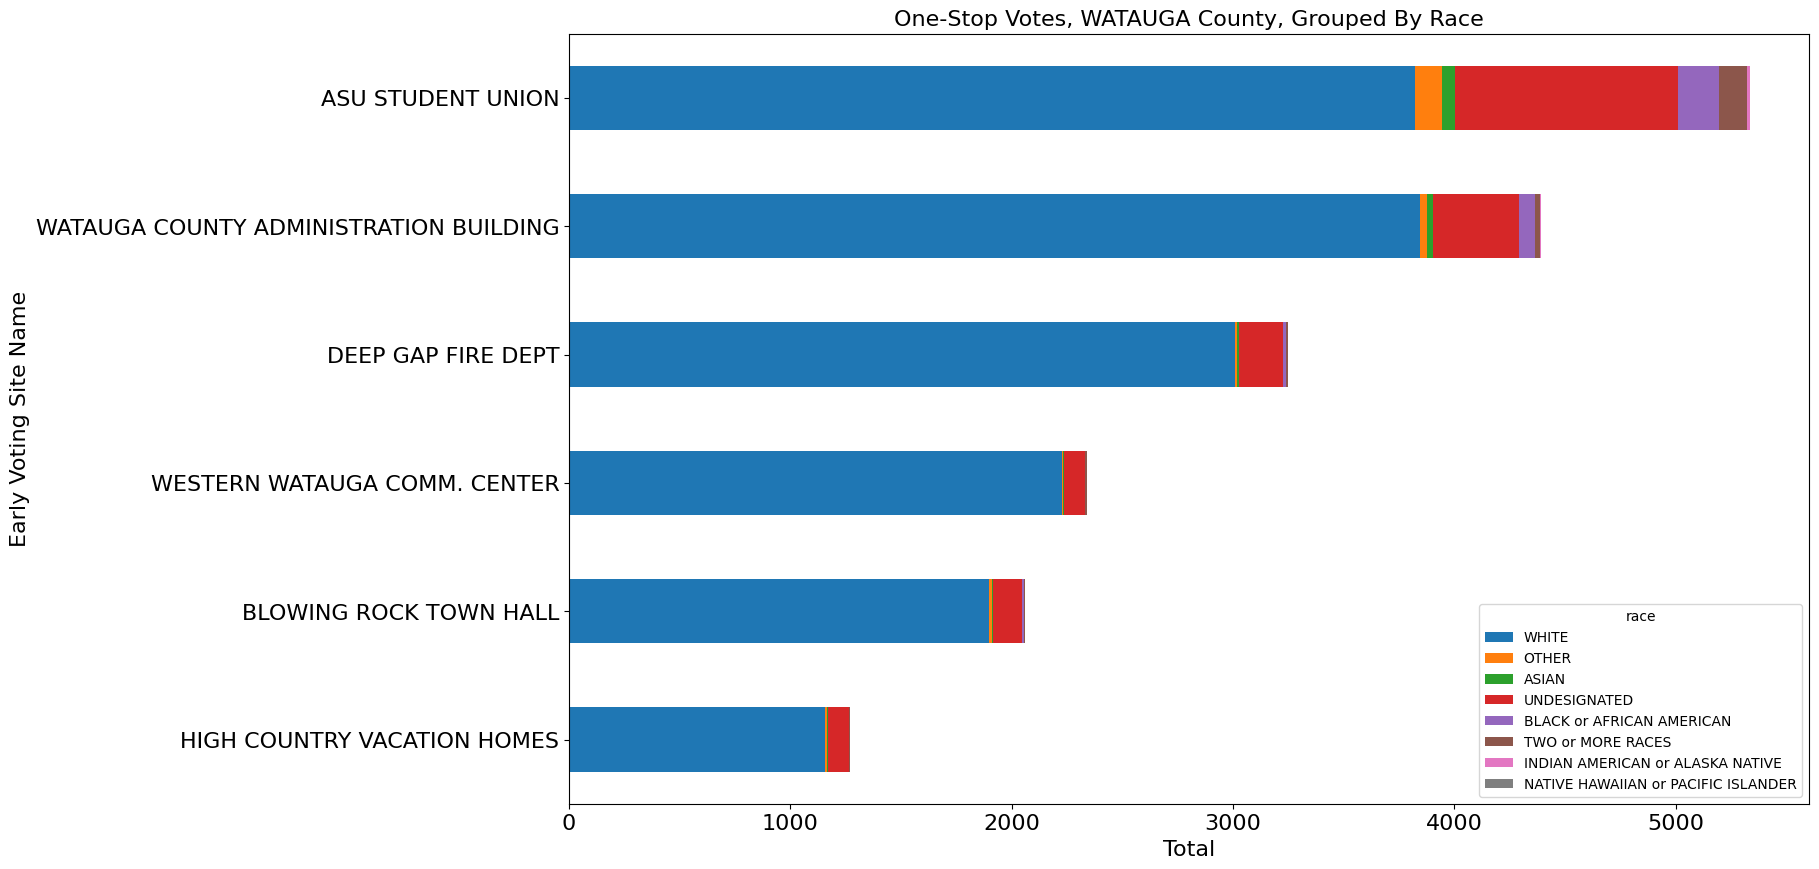 One-Stop Votes, WATAUGA County, Grouped By Race
Early Voting Site Name
ASU STUDENT UNION
WATAUGA COUNTY ADMINISTRATION BUILDING
DEEP GAP FIRE DEPT
WESTERN WATAUGA COMM. CENTER
BLOWING ROCK TOWN HALL
HIGH COUNTRY VACATION HOMES
race
WHITE
OTHER
ASIAN
UNDESIGNATED
BLACK or AFRICAN AMERICAN
TWO or MORE RACES
INDIAN AMERICAN or ALASKA NATIVE
NATIVE HAWAIIAN or PACIFIC ISLANDER
0 1000 2000 3000 4000 5000
Total